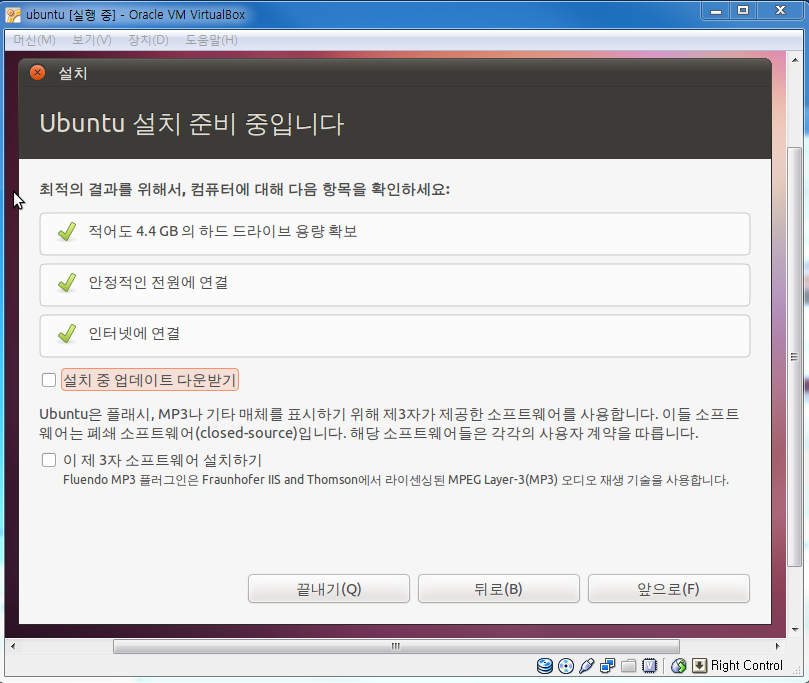 ubuntu [실행 중] - Oracle VM VirtualBox
머신(M) 보기(V) 장치(D) 도움말(H)
설치
Ubuntu 설치 준비 중입니다
최적의 결과를 위해서, 컴퓨터에 대해 다음 항목을 확인하세요:
적어도 4.4 GB 의 하드 드라이브 용량 확보
안정적인 전원에 연결
인터넷에 연결
설치 중 업데이트 다운받기
Ubuntu은 플래시, MP3나 기타 매체를 표시하기 위해 제3자가 제공한 소프트웨어를 사용합니다. 이들 소프트
웨어는 폐쇄 소프트웨어(closed-source)입니다. 해당 소프트웨어들은 각각의 사용자 계약을 따릅니다.
이 제 3자 소프트웨어 설치하기
Fluendo MP3 플러그인은 Fraunhofer IIS and Thomson에서 라이센싱된 MPEG Layer-3(MP3) 오디오 재생 기술을 사용합니다.
끝내기(Q) 뒤로(B) 앞으로(F)
Right Control